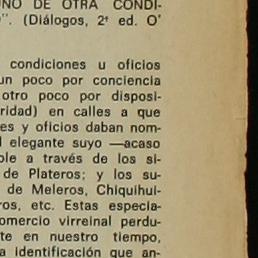 UNO DE OTRA CONDI-
". (Diálogos, 2ª ed. O'
condiciones u oficios
un poco por conciencia
otro poco por disposi-
ridad) en calles a que
es y oficios daban nom-
l elegante suyo —acaso
ble a través de los si-
de Plateros; y los su-
de Meleros, Chiquihui-
ros, etc. Estas especia-
omercio virreinal perdu-
te en nuestro tiempo,
a identificación que an-